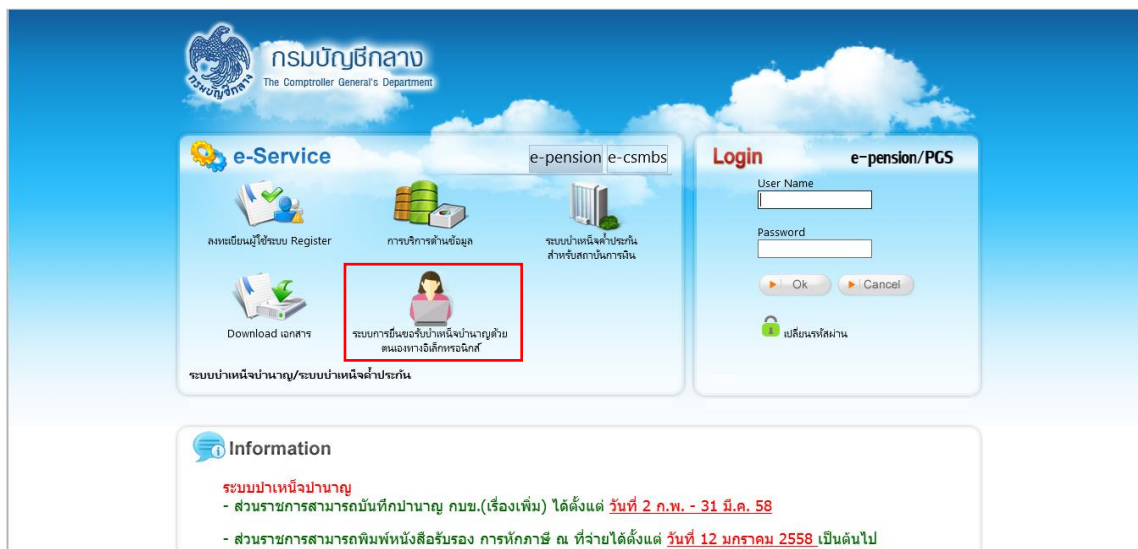 กรมบัญชีกลาง
The Comptroller General's Department
กรมบัญชีกลาง
e-Service
e-pension e-csmbs
Login
e-pension/PGS
ลงทะเบียนผู้ใช้ระบบ Register
การบริการด้านข้อมูล
ระบบบำเหน็จค้ำประกัน
สำหรับสถาบันการเงิน
User Name
Password
Ok
Cancel
Download เอกสาร
ระบบการยื่นขอรับบำเหน็จบำนาญด้วย
ตนเองทางอิเล็กทรอนิกส์
เปลี่ยนรหัสผ่าน
ระบบบำเหน็จบำนาญ/ระบบบำเหน็จค้ำประกัน
Information
ระบบบำเหน็จบำนาญ
- ส่วนราชการสามารถบันทึกบำนาญ กบข.(เรื่องเพิ่ม) ได้ตั้งแต่ วันที่ 2 ก.พ. - 31 มี.ค. 58
- ส่วนราชการสามารถพิมพ์หนังสือรับรอง การหักภาษี ณ ที่จ่ายได้ตั้งแต่ วันที่ 12 มกราคม 2558 เป็นต้นไป